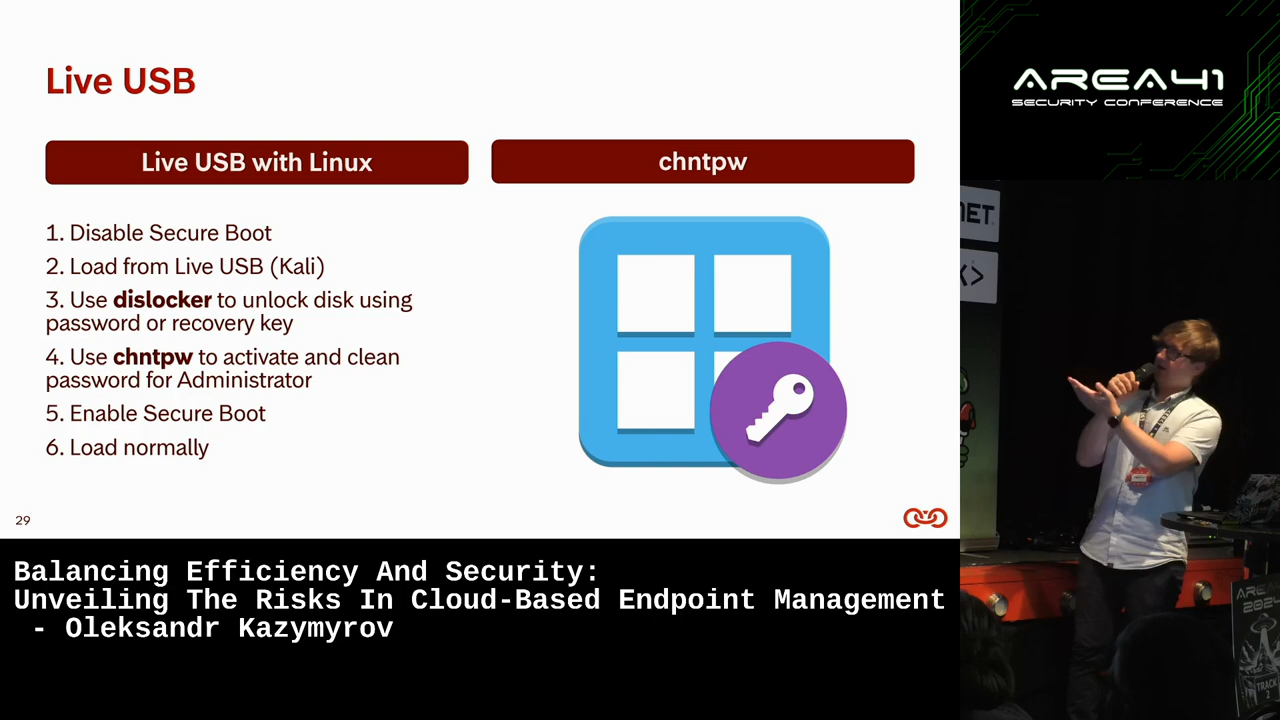 Live USB
Live USB with Linux
1. Disable Secure Boot
2. Load from Live USB (Kali)
3. Use dislocker to unlock disk using
password or recovery key
4. Use chntpw to activate and clean
password for Administrator
5. Enable Secure Boot
6. Load normally
chntpw
29
AREA41
SECURITY CONFERENCE
Balancing Efficiency And Security:
Unveiling The Risks In Cloud-Based Endpoint Management
- Oleksandr Kazymyrov
TRACK
2